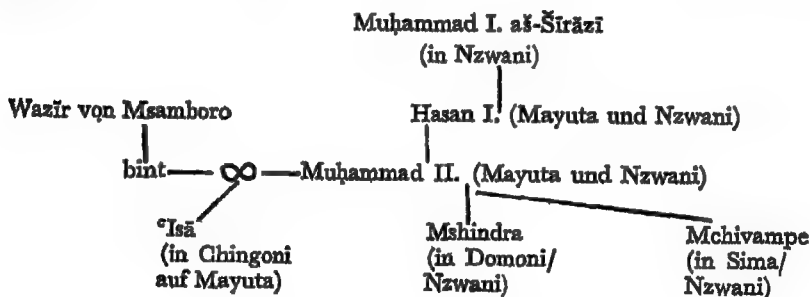 Muḥammad I. aš-Šīrāzī
(in Nzwani)
Wazīr von Msamboro
Hasan I. (Mayuta und Nzwani)
bint ∞ Muḥammad II. (Mayuta und Nzwani)
ʿIsā
(in Chingoni
auf Mayuta)
Mshindra
(in Domoni/
Nzwani)
Mchivampe
(in Sima/
Nzwani)